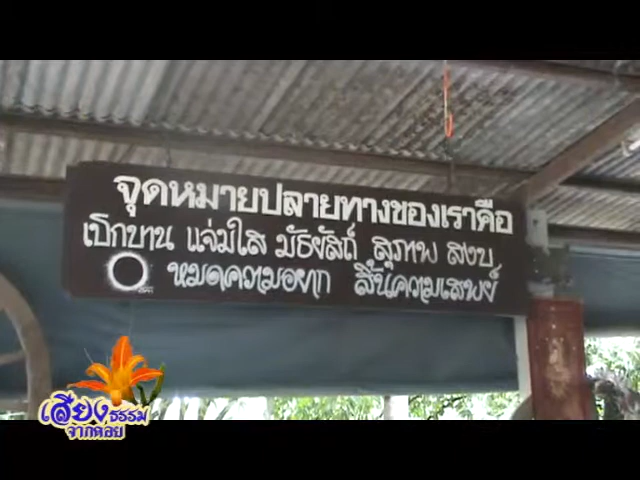 จุดหมายปลายทางของเราคือ
เบิกบาน แจ่มใส มัธยัสถ์ สุภาพ สงบ
หมดความอยาก สิ้นความเสพย์
เสียงธรรม
จากดอย